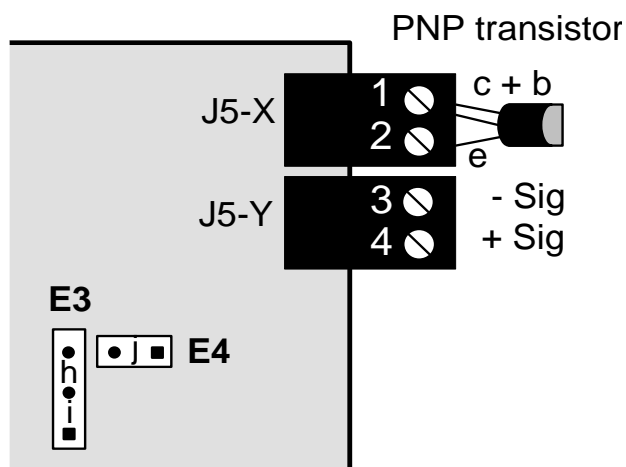 PNP transistor
J5-X
1
c + b
2
e
J5-Y
3
- Sig
4
+ Sig
E3
h
i
j
E4